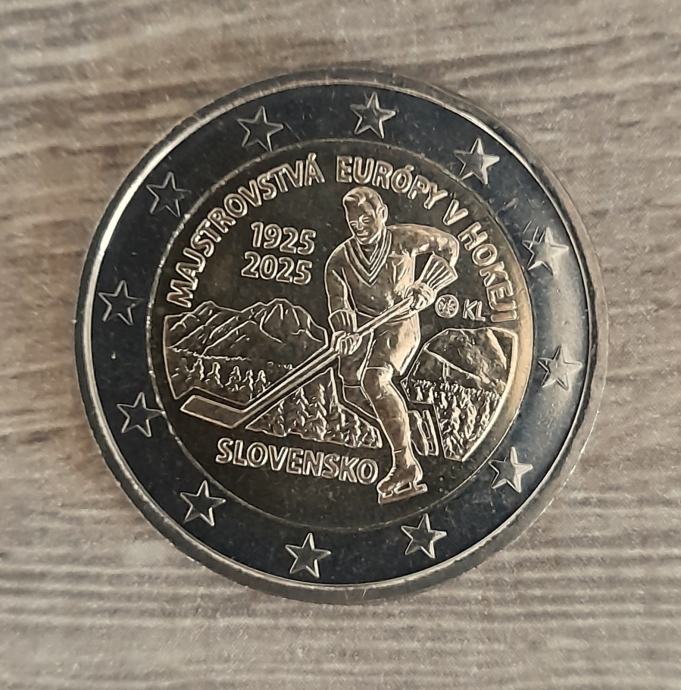 MAJSTROVSTVÁ EURÓPY V HOKEJI
1925
2025
KL
SLOVENSKO